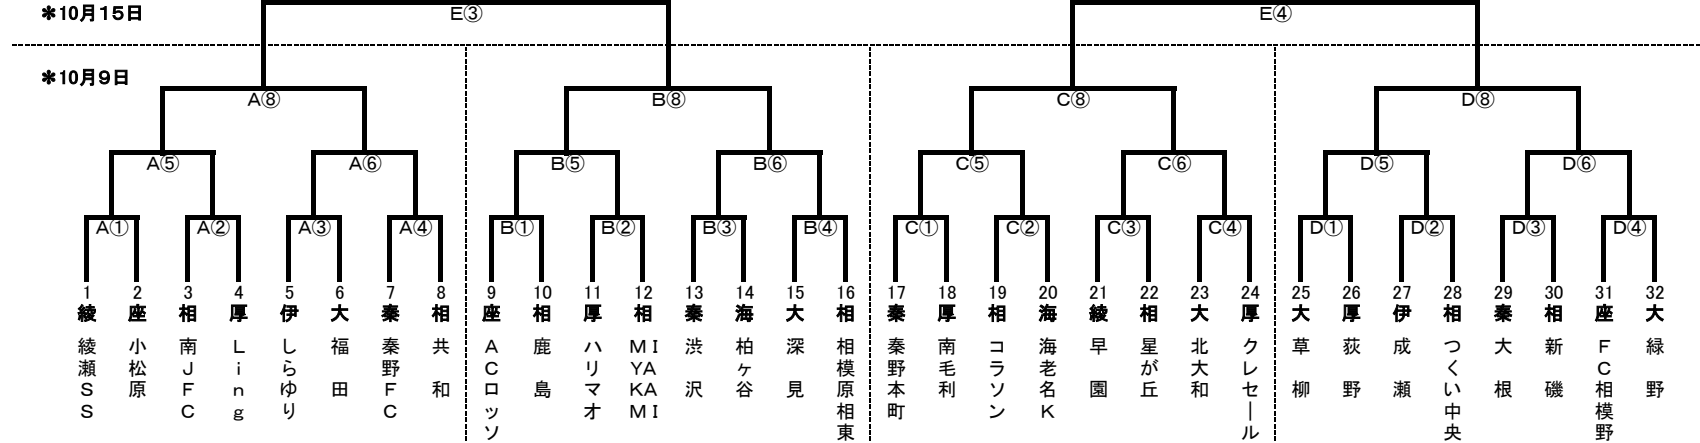 ＊10月15日
E③ E④
＊10月9日
A⑧ B⑧ C⑧ D⑧
A⑤ A⑥ B⑤ B⑥ C⑤ C⑥ D⑤ D⑥
A① A② A③ A④ B① B② B③ B④ C① C② C③ C④ D① D② D③ D④
1 2 3 4 5 6 7 8 9 10 11 12 13 14 15 16 17 18 19 20 21 22 23 24 25 26 27 28 29 30 31 32
綾 座 相 厚 伊 大 秦 相 座 相 厚 相 秦 海 大 相 秦 厚 相 海 綾 相 大 厚 大 厚 伊 相 秦 相 座 大
綾瀬SS
小松原
南JFC
Ling
しらゆり
福田
秦野FC
共和
ACロッソ
鹿島
ハリマオ
MIYAKAMI
渋沢
柏ヶ谷
深見
相模原相東
秦野本町
南毛利
コラソン
海老名K
早園
星が丘
北大和
クレセール
草柳
荻野
成瀬
つくい中央
大根
新磯
FC相模野
緑野